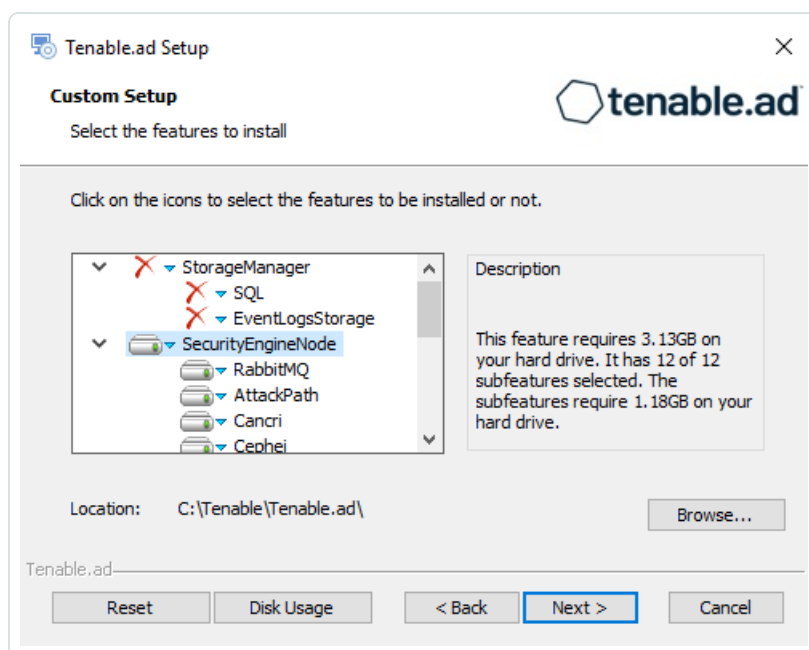 Tenable.ad Setup
Custom Setup
tenable.ad
Select the features to install
Click on the icons to select the features to be installed or not.
StorageManager
SQL
EventLogsStorage
SecurityEngineNode
RabbitMQ
AttackPath
Cancri
Cephei
Description
This feature requires 3.13GB on
your hard drive. It has 12 of 12
subfeatures selected. The
subfeatures require 1.18GB on your
hard drive.
Location: C:\Tenable\Tenable.ad\
Browse...
Tenable.ad
Reset Disk Usage < Back Next > Cancel